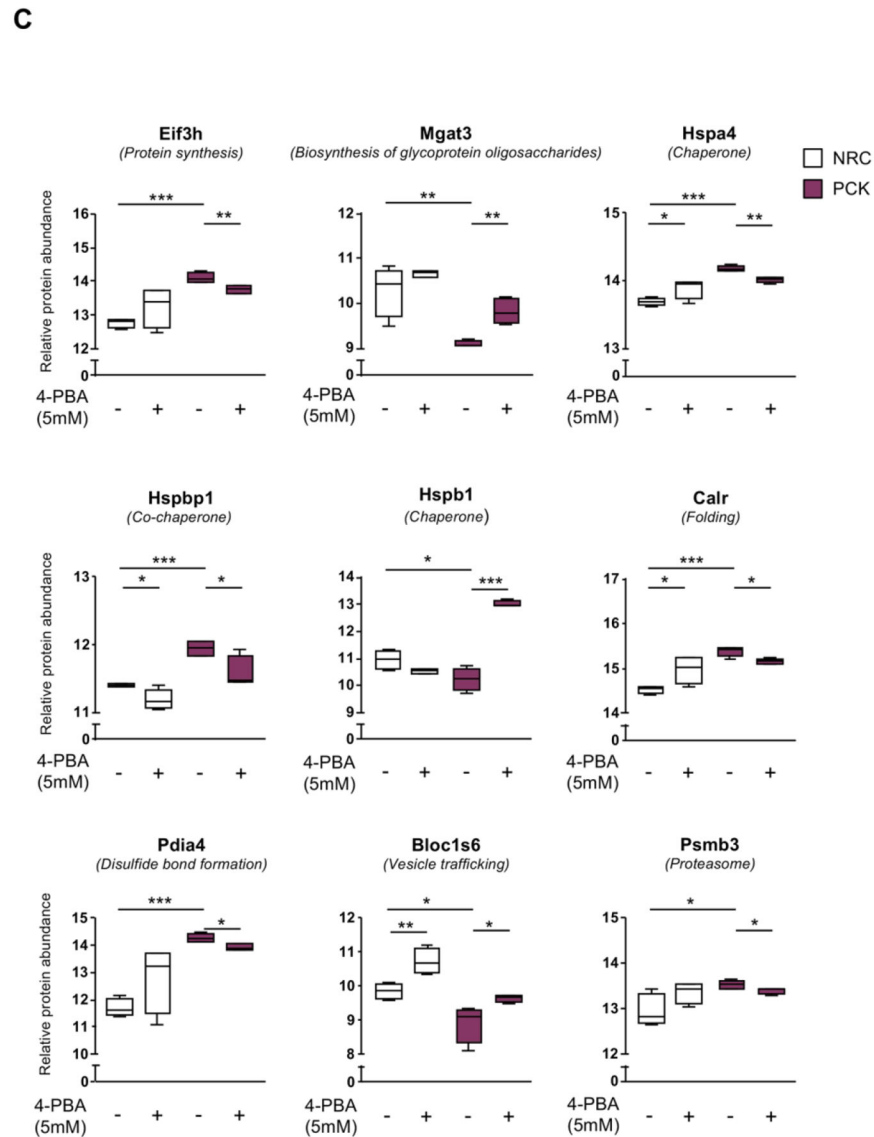 C
Eif3h
(Protein synthesis)
Mgat3
(Biosynthesis of glycoprotein oligosaccharides)
Hspa4
(Chaperone)
NRC
PCK
Relative protein abundance
16
15
14
13
12
0
***
**
4-PBA
(5mM)
- + - +
12
11
10
9
0
**
**
4-PBA
(5mM)
- + - +
15
14
13
0
***
*
**
4-PBA
(5mM)
- + - +
Hspbp1
(Co-chaperone)
Hspb1
(Chaperone)
Calr
(Folding)
Relative protein abundance
13
12
11
0
***
*
*
4-PBA
(5mM)
- + - +
14
13
12
11
10
9
0
*
***
4-PBA
(5mM)
- + - +
17
16
15
14
0
***
*
*
4-PBA
(5mM)
- + - +
Pdia4
(Disulfide bond formation)
Bloc1s6
(Vesicle trafficking)
Psmb3
(Proteasome)
Relative protein abundance
15
14
13
12
11
10
0
***
*
4-PBA
(5mM)
- + - +
12
11
10
9
8
0
*
**
*
4-PBA
(5mM)
- + - +
15
14
13
12
0
*
*
4-PBA
(5mM)
- + - +